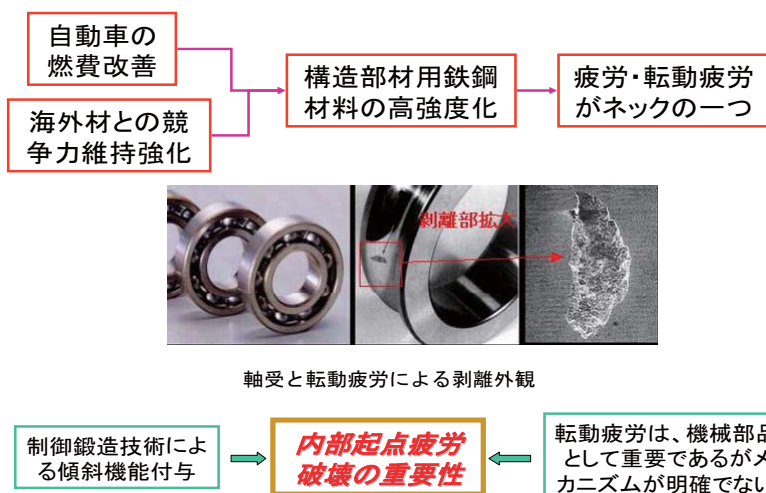 自動車の
燃費改善
海外材との競
争力維持強化
構造部材用鉄鋼
材料の高強度化
疲労・転動疲労
がネックの一つ
剥離部拡大
軸受と転動疲労による剥離外観
制御鍛造技術によ
る傾斜機能付与
内部起点疲労
破壊の重要性
転動疲労は、機械部品
として重要であるがメ
カニズムが明確でない